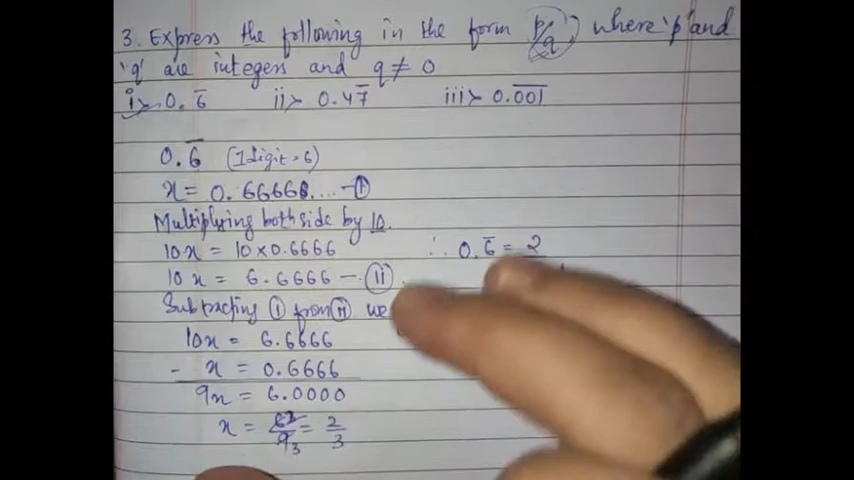 3. Express the following in the form 'p/q', where 'p' and
'q' are integers and q ≠ 0
i> 0.6̅ ii> 0.47̅ iii> 0.0̅0̅1̅
0.6̅ (1 digit = 6)
x = 0.66666.... — (i)
Multiplying both side by 10.
10x = 10×0.6666
∴ 0.6̅ = 2
10x = 6.6666 — (ii)
Subtracting (i) from (ii) we
10x = 6.6666
- x = 0.6666
9x = 6.0000
x = 6 2/9 3 = 2/3